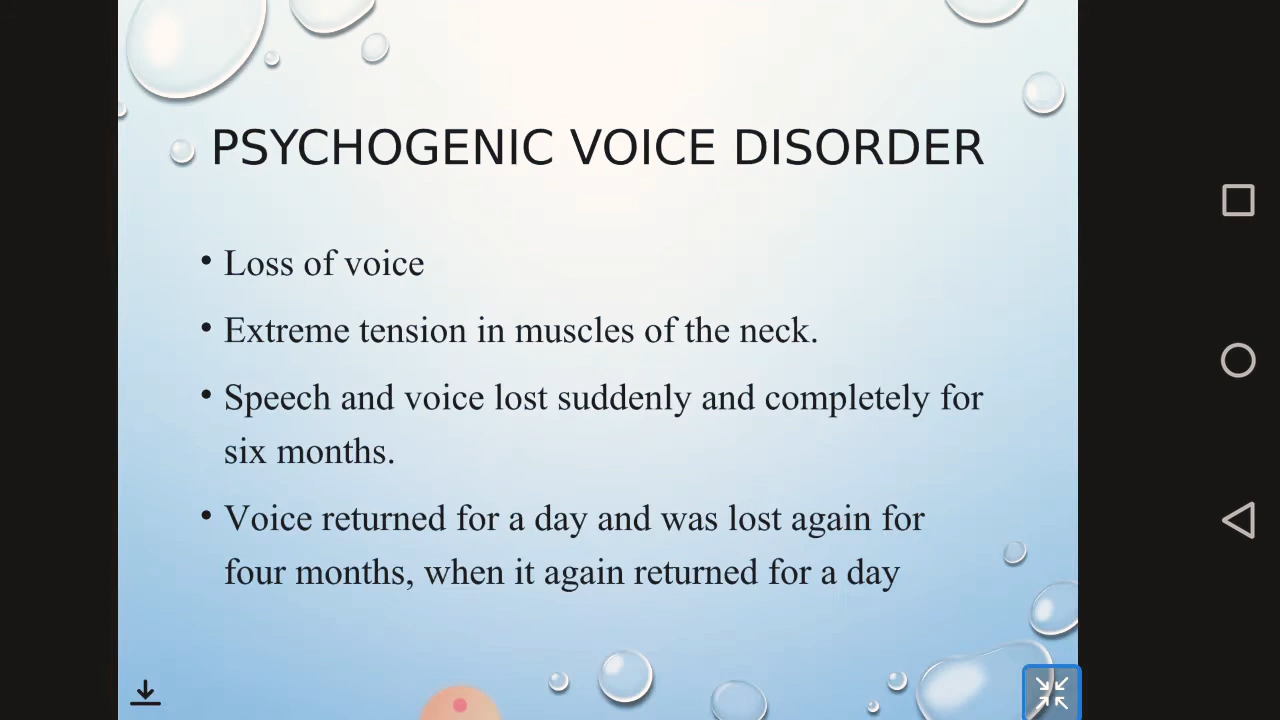 PSYCHOGENIC VOICE DISORDER
• Loss of voice
• Extreme tension in muscles of the neck.
• Speech and voice lost suddenly and completely for
six months.
• Voice returned for a day and was lost again for
four months, when it again returned for a day